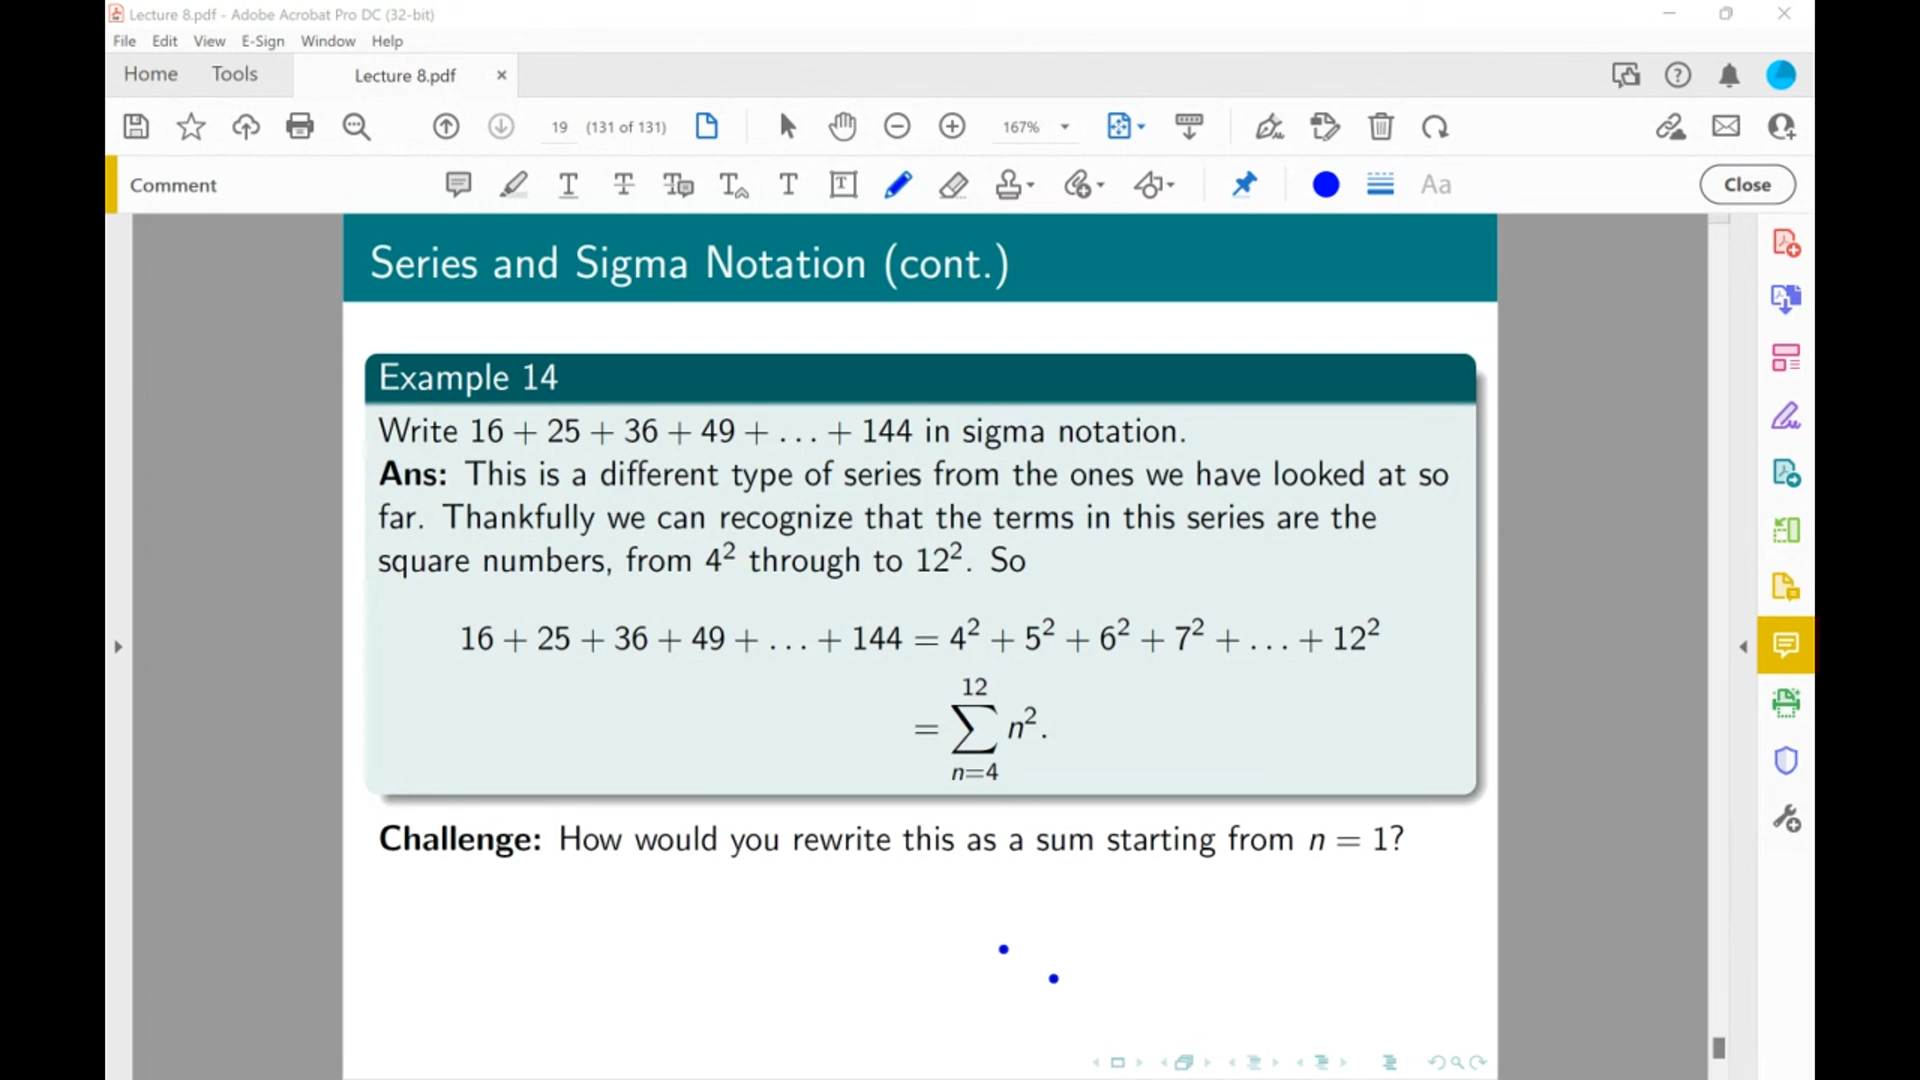 Lecture 8.pdf - Adobe Acrobat Pro DC (32-bit)
File Edit View E-Sign Window Help
Home Tools Lecture 8.pdf ×
19 (131 of 131) 167%
Comment Aa Close
Series and Sigma Notation (cont.)
Example 14
Write 16 + 25 + 36 + 49 + … + 144 in sigma notation.
Ans: This is a different type of series from the ones we have looked at so
far. Thankfully we can recognize that the terms in this series are the
square numbers, from 4² through to 12². So
16 + 25 + 36 + 49 + … + 144 = 4² + 5² + 6² + 7² + … + 12²
12
= ∑ n².
n=4
Challenge: How would you rewrite this as a sum starting from n = 1?